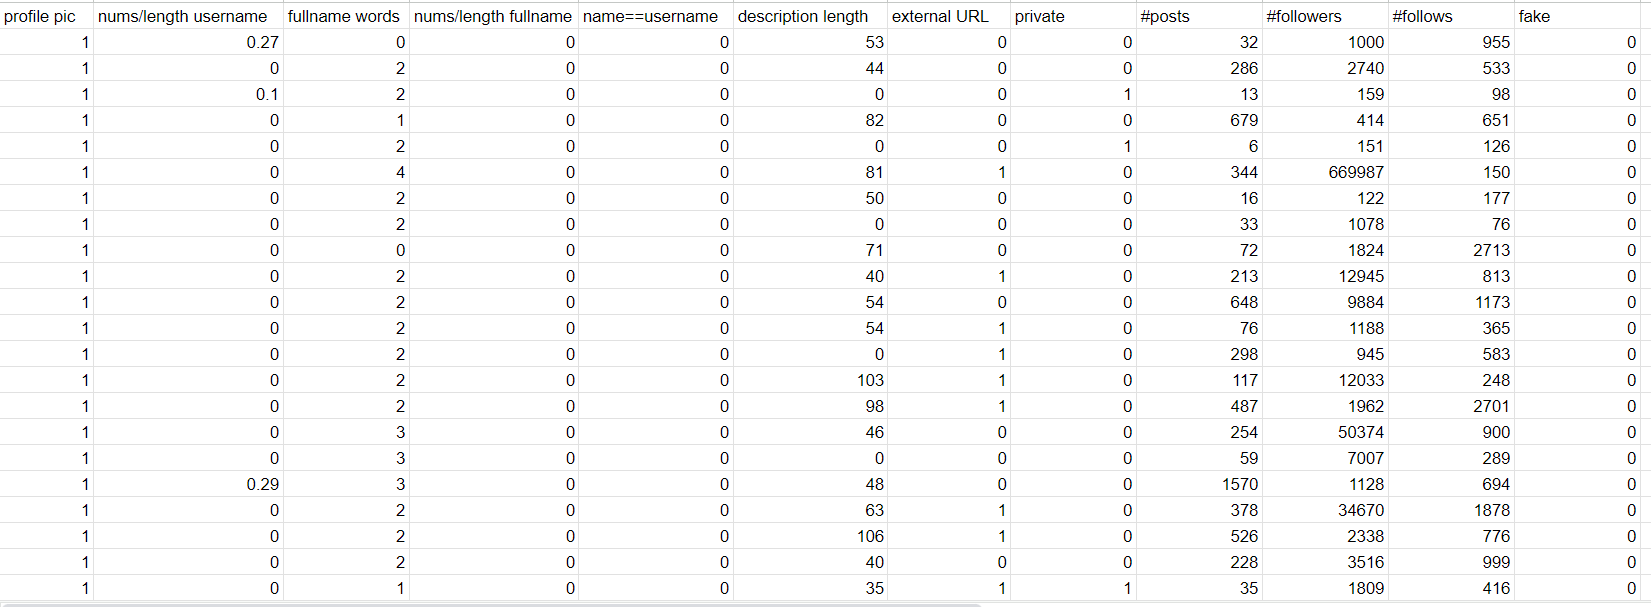 profile pic nums/length username fullname words nums/length fullname name==username description length external URL private #posts #followers #follows fake
1 0.27 0 0 0 53 0 0 32 1000 955 0
1 0 2 0 0 44 0 0 286 2740 533 0
1 0.1 2 0 0 0 0 1 13 159 98 0
1 0 1 0 0 82 0 0 679 414 651 0
1 0 2 0 0 0 0 1 6 151 126 0
1 0 4 0 0 81 1 0 344 669987 150 0
1 0 2 0 0 50 0 0 16 122 177 0
1 0 2 0 0 0 0 0 33 1078 76 0
1 0 0 0 0 71 0 0 72 1824 2713 0
1 0 2 0 0 40 1 0 213 12945 813 0
1 0 2 0 0 54 0 0 648 9884 1173 0
1 0 2 0 0 54 1 0 76 1188 365 0
1 0 2 0 0 0 1 0 298 945 583 0
1 0 2 0 0 103 1 0 117 12033 248 0
1 0 2 0 0 98 1 0 487 1962 2701 0
1 0 3 0 0 46 0 0 254 50374 900 0
1 0 3 0 0 0 0 0 59 7007 289 0
1 0.29 3 0 0 48 0 0 1570 1128 694 0
1 0 2 0 0 63 1 0 378 34670 1878 0
1 0 2 0 0 106 1 0 526 2338 776 0
1 0 2 0 0 40 0 0 228 3516 999 0
1 0 1 0 0 35 1 1 35 1809 416 0